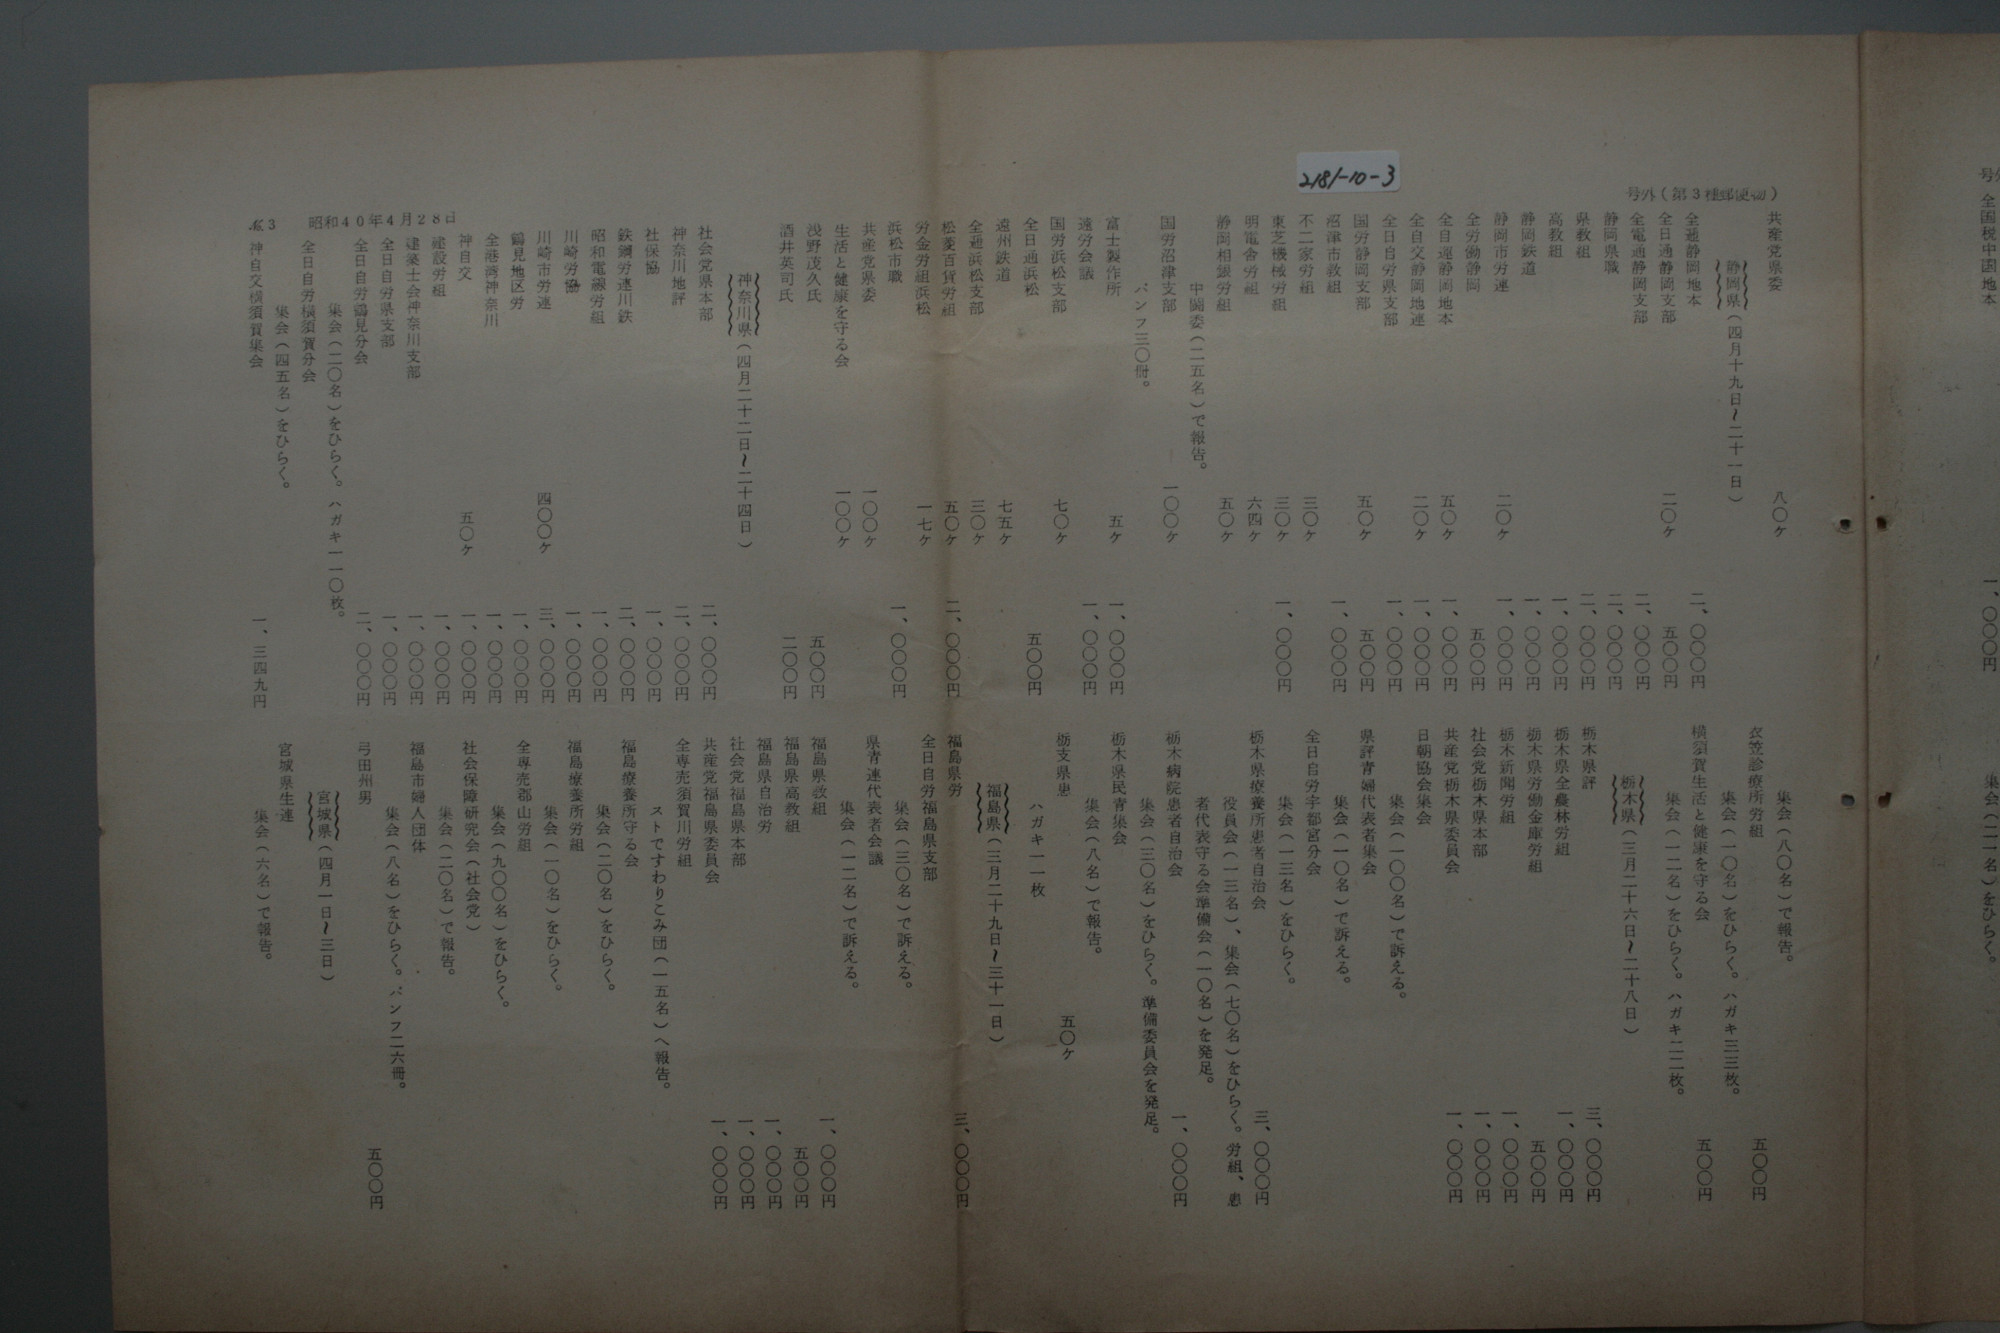 号外
全国税中国地本
一、〇〇〇円
集会(二一名)をひらく。
2181-10-3
号外(第3種郵便物)
共産党県委 八〇ヶ
静岡県(四月十九日~二十一日)
全逓静岡地本 二、〇〇〇円
全日通静岡支部 二〇ヶ 五〇〇円
全電通静岡支部 二、〇〇〇円
静岡県職 二、〇〇〇円
県教組 二、〇〇〇円
高教組 一、〇〇〇円
静岡鉄道 一、〇〇〇円
静岡市労連 二〇ヶ 一、〇〇〇円
全労働静岡 五〇〇円
全自運静岡地本 五〇ヶ 一、〇〇〇円
全自交静岡地連 二〇ヶ 一、〇〇〇円
全日自労県支部 一、〇〇〇円
国労静岡支部 五〇ヶ 五〇〇円
沼津市教組 一、〇〇〇円
不二家労組 三〇ヶ
東芝機械労組 三〇ヶ 一、〇〇〇円
明電舎労組 六四ヶ
静岡相銀労組 五〇ヶ
中闘委(二五名)で報告。
国労沼津支部 一〇〇ヶ
パンフ三〇冊。
富士製作所 五ヶ 一、〇〇〇円
遠労会議 一、〇〇〇円
国労浜松支部 七〇ヶ
全日通浜松 五〇〇円
遠州鉄道 七五ヶ
全逓浜松支部 三〇ヶ
松菱百貨労組 五〇ヶ 二、〇〇〇円
労金労組浜松 一七ヶ
浜松市職 一、〇〇〇円
共産党県委 一〇〇ヶ
生活と健康を守る会 一〇〇ヶ
浅野茂久氏 五〇〇円
酒井英司氏 二〇〇円
神奈川県(四月二十二日~二十四日)
社会党県本部 二、〇〇〇円
神奈川地評 二、〇〇〇円
社保協 一、〇〇〇円
鉄鋼労連川鉄 二、〇〇〇円
昭和電線労組 一、〇〇〇円
川崎労協 一、〇〇〇円
川崎市労連 四〇〇ヶ 三、〇〇〇円
鶴見地区労 一、〇〇〇円
全港湾神奈川 一、〇〇〇円
神自交 五〇ヶ 一、〇〇〇円
建設労組 一、〇〇〇円
建築士会神奈川支部 一、〇〇〇円
全日自労県支部 一、〇〇〇円
全日自労鶴見分会 二、〇〇〇円
集会(二〇名)をひらく。ハガキ一一〇枚。
全日自労横須賀分会
集会(四五名)をひらく。
神自交横須賀集会 一、三四九円
№3 昭和40年4月28日
集会(八〇名)で報告。
衣笠診療所労組 五〇〇円
集会(一〇名)をひらく。ハガキ三三枚。
横須賀生活と健康を守る会 五〇〇円
集会(一二名)をひらく。ハガキ二二枚。
栃木県(三月二十六日~二十八日)
栃木県評 三、〇〇〇円
栃木県全農林労組 一、〇〇〇円
栃木県労働金庫労組 五〇〇円
栃木新聞労組 一、〇〇〇円
社会党栃木県本部 一、〇〇〇円
共産党栃木県委員会 一、〇〇〇円
日朝協会集会
集会(一〇〇名)で訴える。
県評青婦代表者集会
集会(一〇名)で訴える。
全日自労宇都宮分会
集会(一三名)をひらく。
栃木県療養所患者自治会 三、〇〇〇円
役員会(一三名)、集会(七〇名)をひらく。労組、患
者代表守る会準備会(一〇名)を発足。
栃木病院患者自治会 一、〇〇〇円
集会(三〇名)をひらく。準備委員会を発足。
栃木県民青集会
集会(八名)で報告。
栃支県患 五〇ヶ
ハガキ一一枚
福島県(三月二十九日~三十一日)
福島県労 三、〇〇〇円
全日自労福島県支部
集会(三〇名)で訴える。
県青連代表者会議
集会(一二名)で訴える。
福島県教組 一、〇〇〇円
福島県高教組 五〇〇円
福島県自治労 一、〇〇〇円
社会党福島県本部 一、〇〇〇円
共産党福島県委員会 一、〇〇〇円
全専売須賀川労組
ストですわりこみ団(一五名)へ報告。
福島療養所守る会
集会(二〇名)をひらく。
福島療養所労組
集会(一〇名)をひらく。
全専売郡山労組
集会(九〇〇名)をひらく。
社会保障研究会(社会党)
集会(二〇名)で報告。
福島市婦人団体
集会(八名)をひらく。パンフ二六冊。
弓田州男 五〇〇円
宮城県(四月一日~三日)
宮城県生連
集会(六名)で報告。